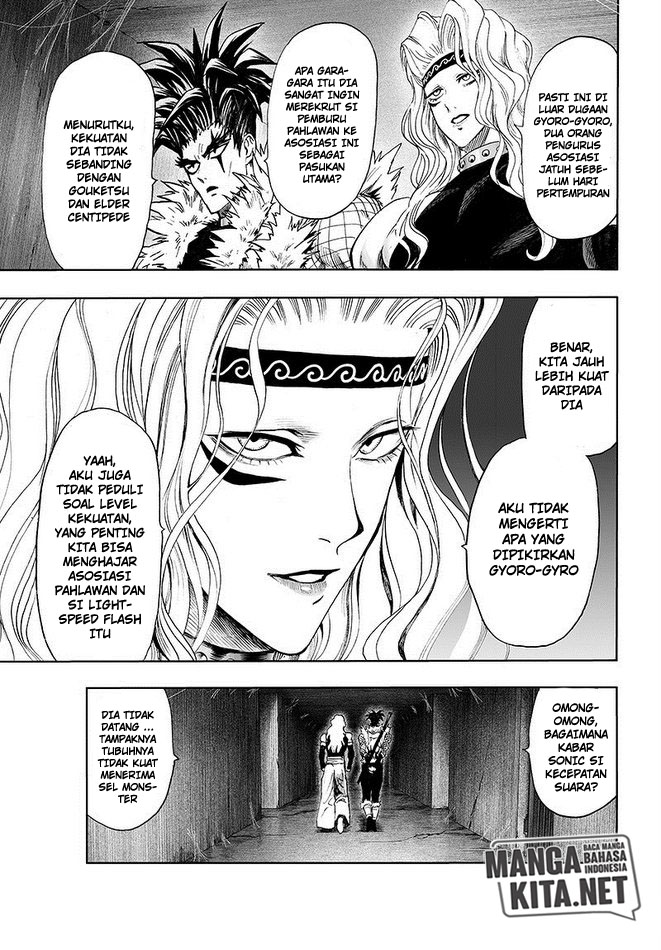 PASTI INI DI
LUAR DUGAAN
GYORO-GYORO,
DUA ORANG
PENGURUS
ASOSIASI
JATUH SEBE-
LUM HARI
PERTEMPURAN
APA GARA-
GARA ITU DIA
SANGAT INGIN
MEREKRUT SI
PEMBURU
PAHLAWAN KE
ASOSIASI INI
SEBAGAI
PASUKAN
UTAMA?
MENURUTKU,
KEKUATAN
DIA TIDAK
SEBANDING
DENGAN
GOUKETSU
DAN ELDER
CENTIPEDE
BENAR,
KITA JAUH
LEBIH KUAT
DARIPADA
DIA
AKU TIDAK
MENGERTI
APA YANG
DIPIKIRKAN
GYORO-GYRO
YAAH,
AKU JUGA
TIDAK PEDULI
SOAL LEVEL
KEKUATAN,
YANG PENTING
KITA BISA
MENGHAJAR
ASOSIASI
PAHLAWAN DAN
SI LIGHT-
SPEED FLASH
ITU
OMONG-
OMONG,
BAGAIMANA
KABAR
SONIC SI
KECEPATAN
SUARA?
DIA TIDAK
DATANG ...
TAMPAKNYA
TUBUHNYA
TIDAK KUAT
MENERIMA
SEL MONS-
TER
MANGA
BACA MANGA
BAHASA
INDONESIA
KITA.NET